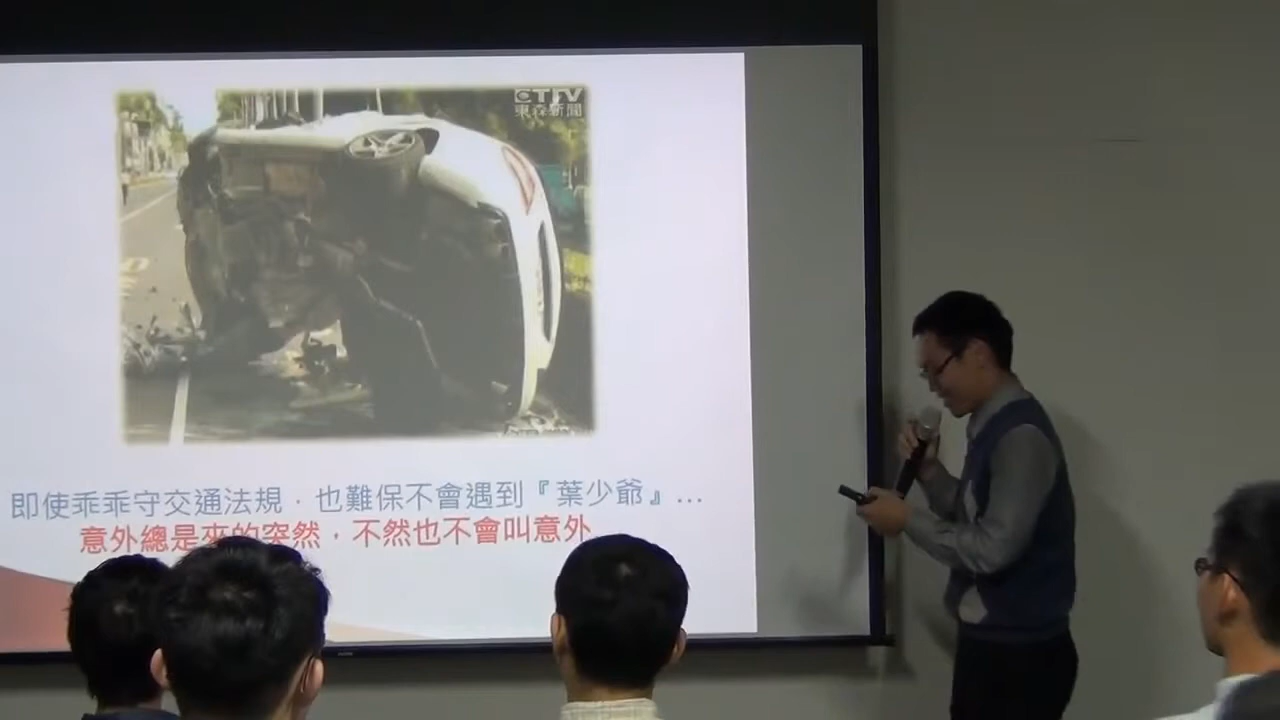 CTiV
東森新聞
即使乖乖守交通法規，也難保不會遇到『葉少爺』...
意外總是來的突然，不然也不會叫意外